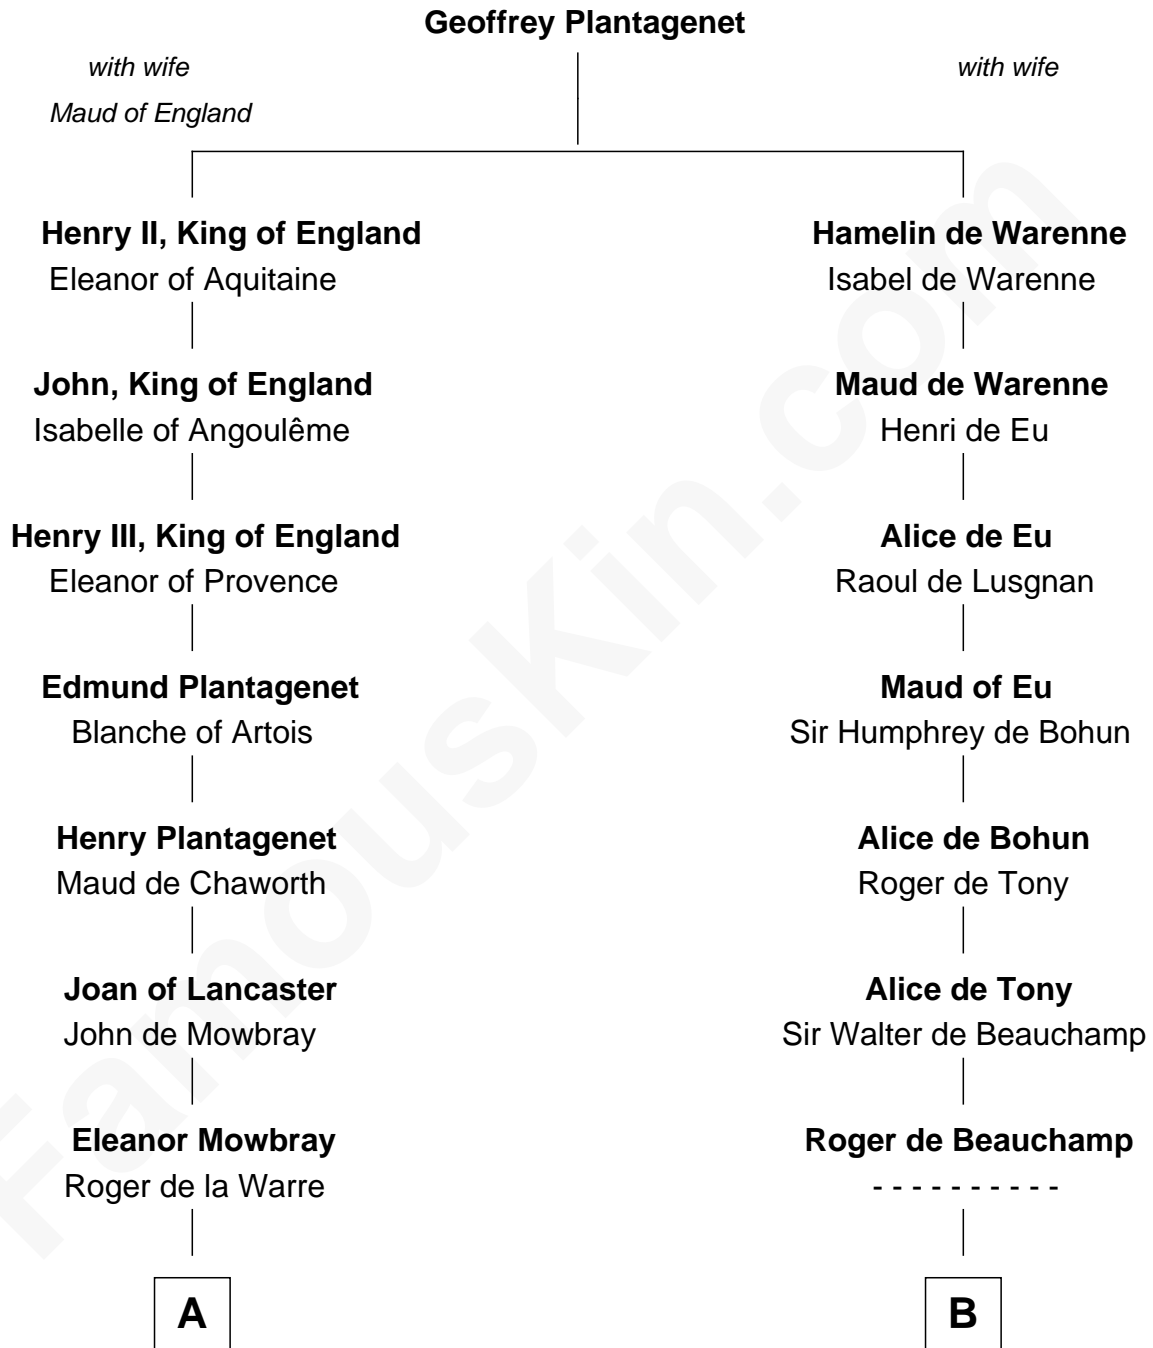 Geoffrey Plantagenet
with wife
Maud of England
with wife
Henry II, King of England
Eleanor of Aquitaine
Hamelin de Warenne
Isabel de Warenne
John, King of England
Isabelle of Angoulême
Maud de Warenne
Henri de Eu
Henry III, King of England
Eleanor of Provence
Alice de Eu
Raoul de Lusgnan
Edmund Plantagenet
Blanche of Artois
Maud of Eu
Sir Humphrey de Bohun
Henry Plantagenet
Maud de Chaworth
Alice de Bohun
Roger de Tony
Joan of Lancaster
John de Mowbray
Alice de Tony
Sir Walter de Beauchamp
Eleanor Mowbray
Roger de la Warre
Roger de Beauchamp
- - - - - - - - - -
A
B
FamousKin.com